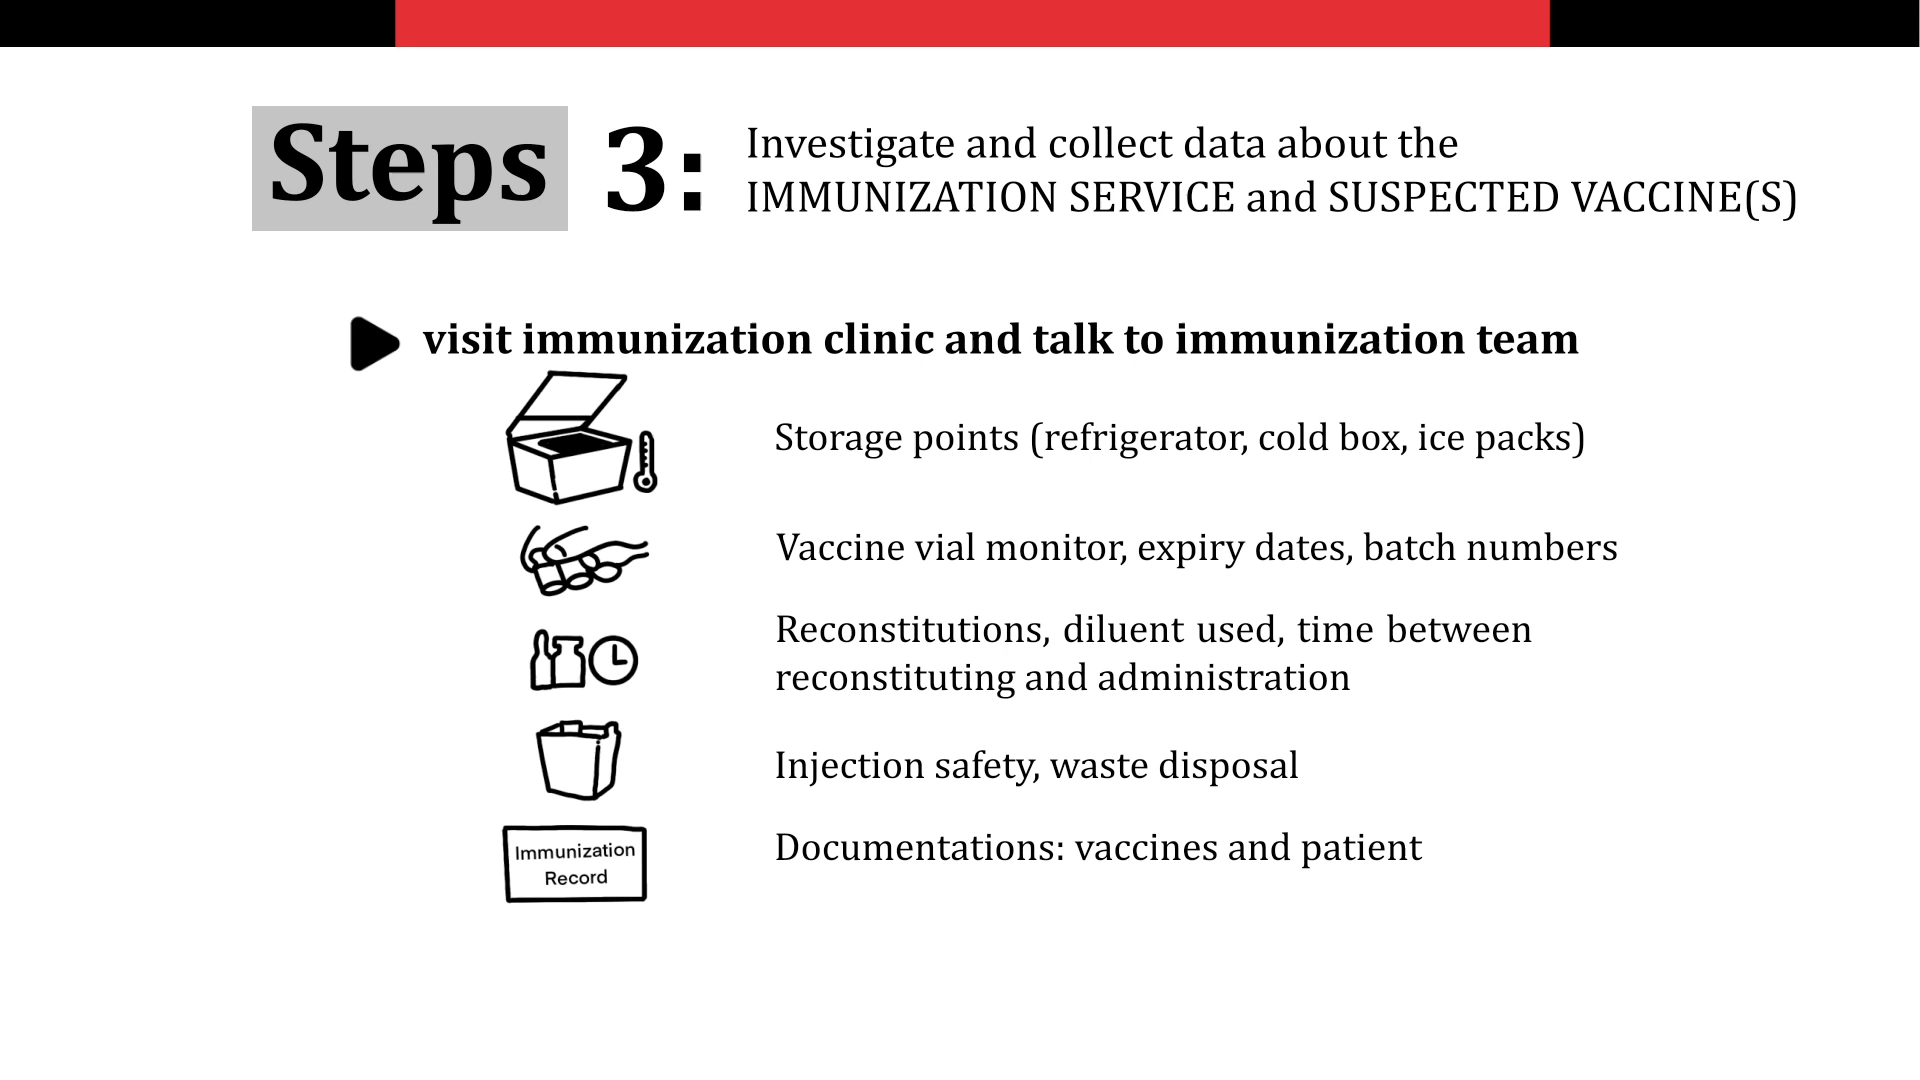 Steps 3:
Investigate and collect data about the
IMMUNIZATION SERVICE and SUSPECTED VACCINE(S)
visit immunization clinic and talk to immunization team
Storage points (refrigerator, cold box, ice packs)
Vaccine vial monitor, expiry dates, batch numbers
Reconstitutions, diluent used, time between
reconstituting and administration
Injection safety, waste disposal
Immunization
Record
Documentations: vaccines and patient